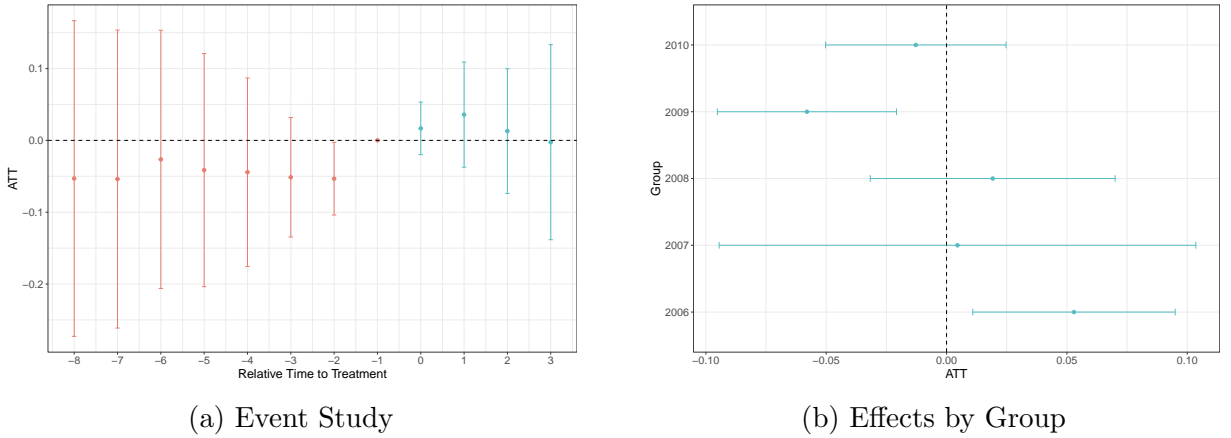 0.1
0.0
−0.1
−0.2
ATT
−8 −7 −6 −5 −4 −3 −2 −1 0 1 2 3
Relative Time to Treatment
(a) Event Study
2010
2009
2008
2007
2006
Group
−0.10 −0.05 0.00 0.05 0.10
ATT
(b) Effects by Group